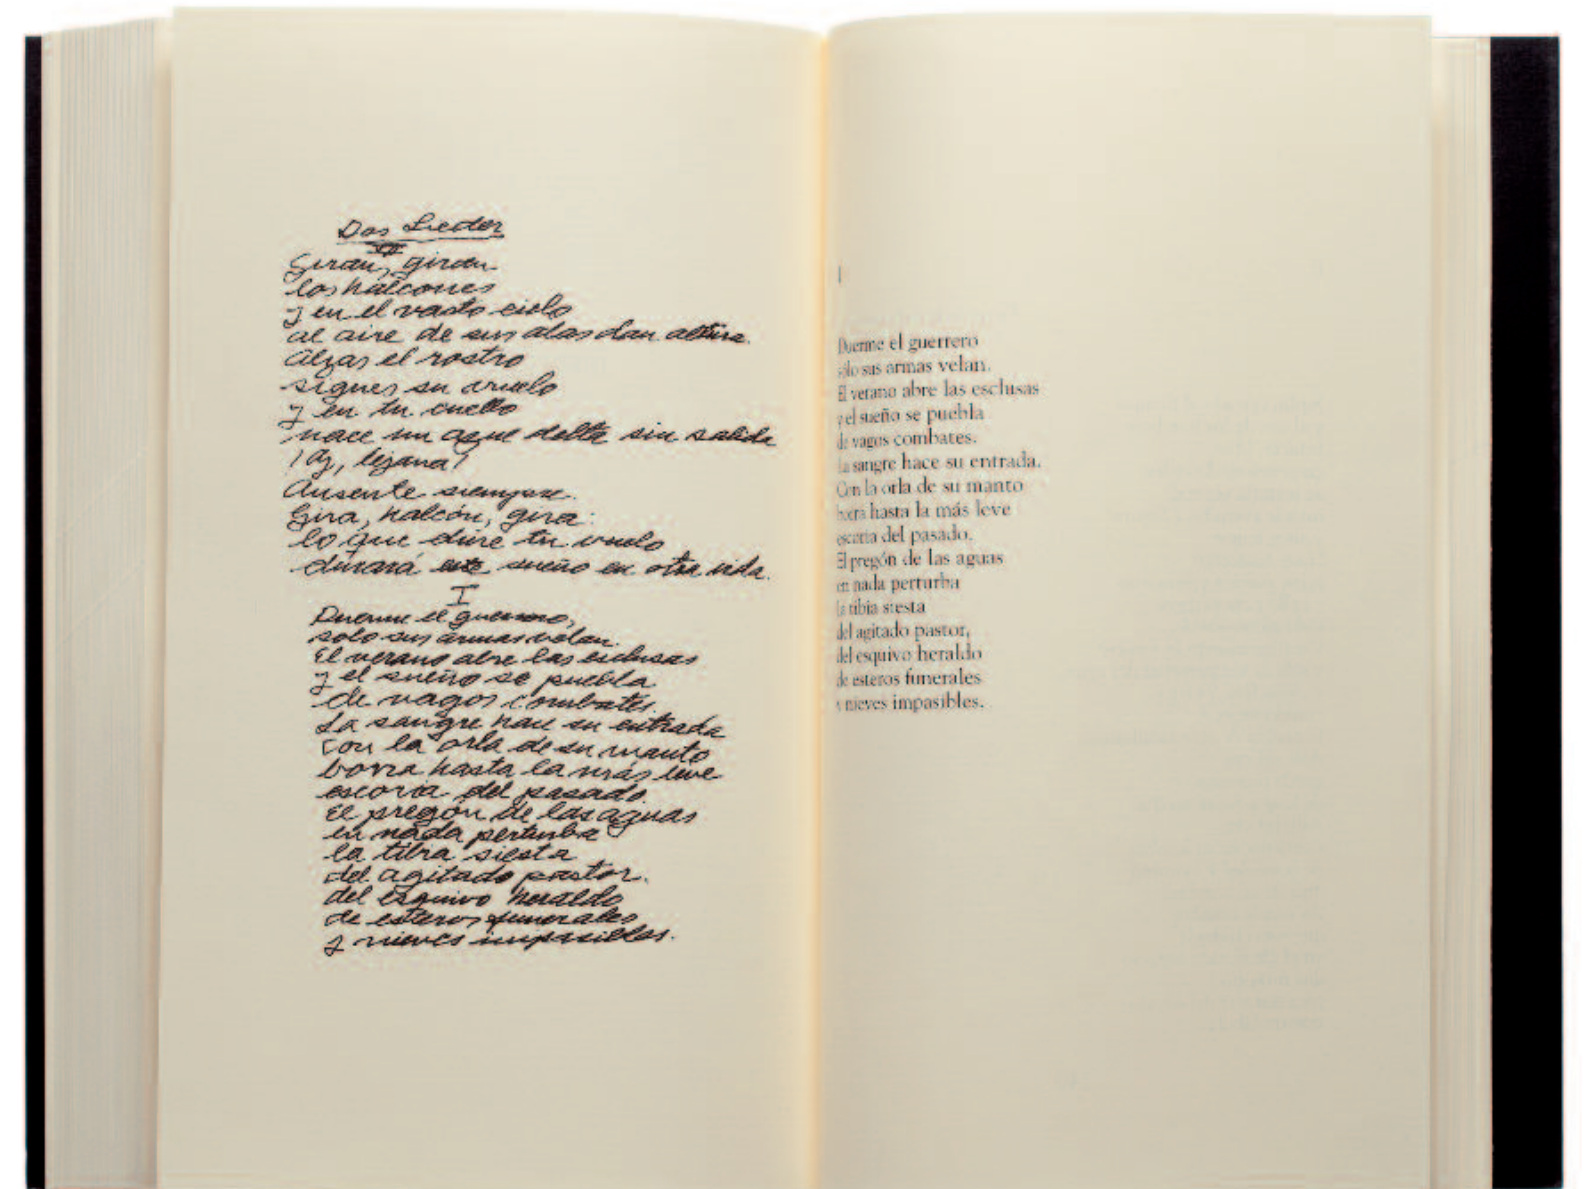 Dos Lieder
II
Giran, giran
los halcones
y en el vasto cielo
al aire de sus alas dan altura.
Alzas el rostro
sigues su vuelo
y en tu cuello
nace un azul delta sin salida
¡Ay, lejana!
Ausente siempre.
Gira, halcón, gira:
lo que dure tu vuelo
durará este sueño en otra vida.
I
Duerme el guerrero,
solo sus armas velan.
El verano abre las esclusas
y el sueño se puebla
de vagos combates.
La sangre hace su entrada
con la orla de su manto
borra hasta la más leve
escoria del pasado.
El pregón de las aguas
en nada perturba
la tibia siesta
del agitado pastor.
del esquivo heraldo
de esteros funerales
y nieves impasibles.
I
Duerme el guerrero
sólo sus armas velan.
El verano abre las esclusas
y el sueño se puebla
de vagos combates.
La sangre hace su entrada.
Con la orla de su manto
borra hasta la más leve
escoria del pasado.
El pregón de las aguas
en nada perturba
la tibia siesta
del agitado pastor,
del esquivo heraldo
de esteros funerales
y nieves impasibles.